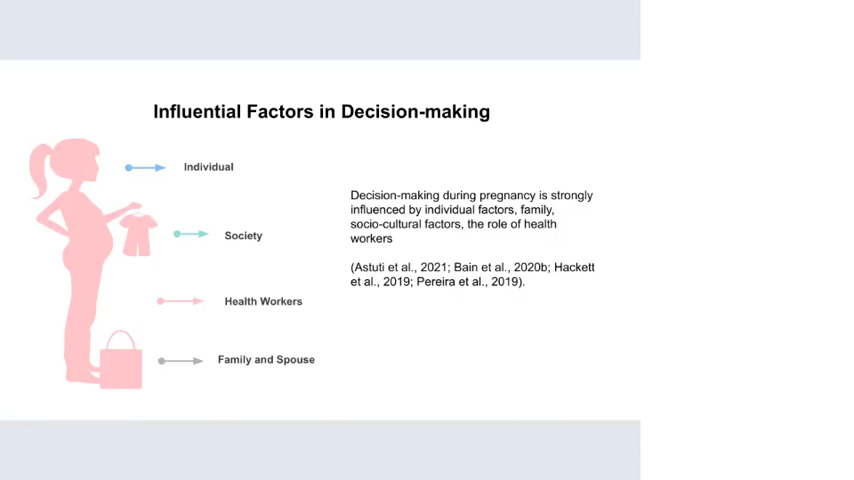 Influential Factors in Decision-making
Individual
Society
Health Workers
Family and Spouse
Decision-making during pregnancy is strongly
influenced by individual factors, family,
socio-cultural factors, the role of health
workers
(Astuti et al., 2021; Bain et al., 2020b; Hackett
et al., 2019; Pereira et al., 2019).